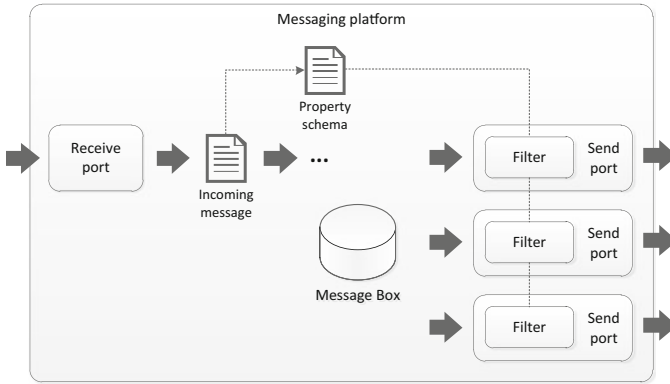 Messaging platform
Property
schema
Receive
port
Incoming
message
...
Filter
Send
port
Message Box
Filter
Send
port
Filter
Send
port